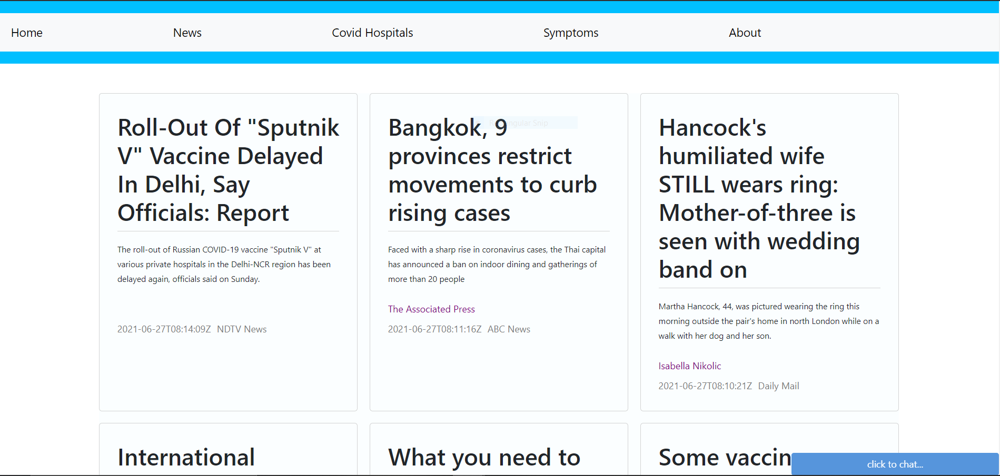 Home News Covid Hospitals Symptoms About
Roll-Out Of "Sputnik
V" Vaccine Delayed
In Delhi, Say
Officials: Report
The roll-out of Russian COVID-19 vaccine "Sputnik V" at
various private hospitals in the Delhi-NCR region has been
delayed again, officials said on Sunday.
2021-06-27T08:14:09Z NDTV News
Rectangular Snip
Bangkok, 9
provinces restrict
movements to curb
rising cases
Faced with a sharp rise in coronavirus cases, the Thai capital
has announced a ban on indoor dining and gatherings of
more than 20 people
The Associated Press
2021-06-27T08:11:16Z ABC News
Hancock's
humiliated wife
STILL wears ring:
Mother-of-three is
seen with wedding
band on
Martha Hancock, 44, was pictured wearing the ring this
morning outside the pair's home in north London while on a
walk with her dog and her son.
Isabella Nikolic
2021-06-27T08:10:21Z Daily Mail
International
What you need to
Some vaccin
click to chat...